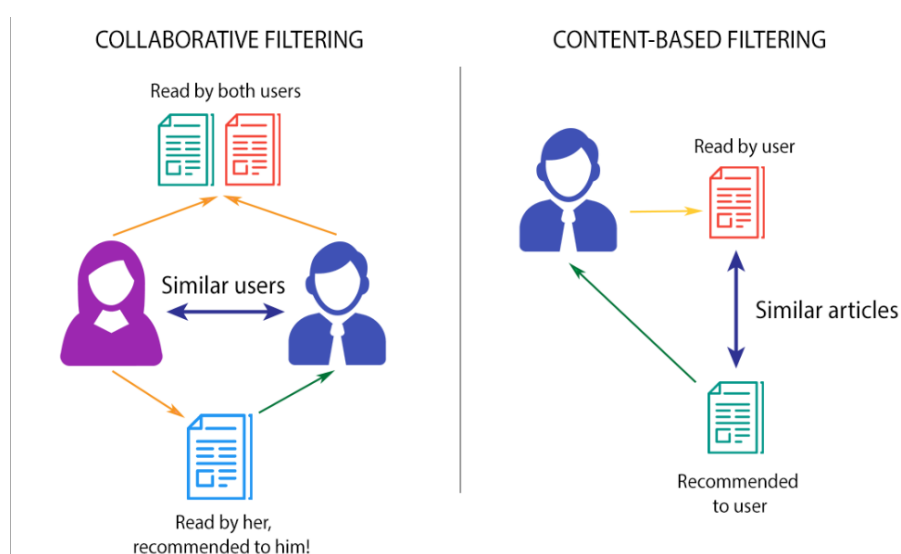 COLLABORATIVE FILTERING
Read by both users
Similar users
Read by her,
recommended to him!
CONTENT-BASED FILTERING
Read by user
Similar articles
Recommended
to user